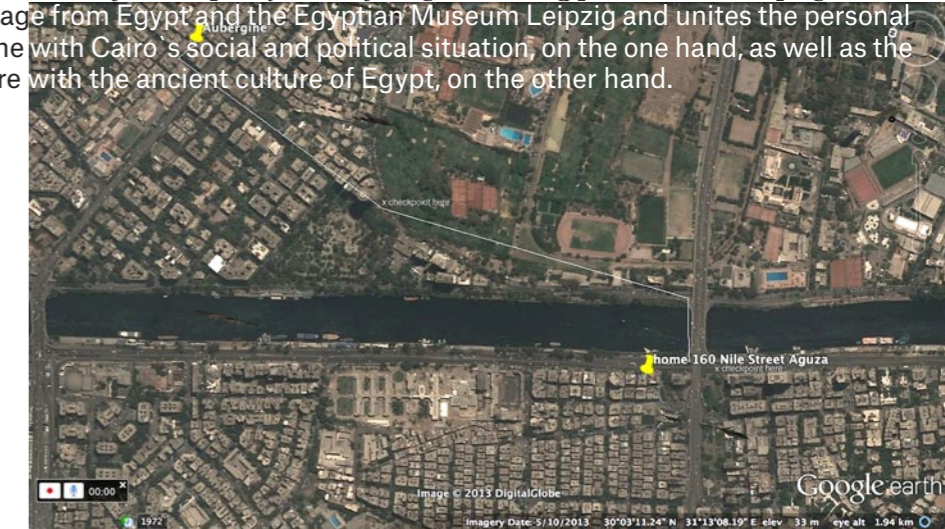 age from Egypt and the Egyptian Museum Leipzig and unites the personal
ne with Cairo`s social and political situation, on the one hand, as well as the
re with the ancient culture of Egypt, on the other hand.
Aubergine
x checkpoint here
home 160 Nile Street Aguza
x checkpoint here
00:00
Image © 2013 DigitalGlobe
Google earth
1972
Imagery Date: 5/10/2013 30°03'11.24" N 31°13'08.19" E elev 33 m eye alt 1.94 km